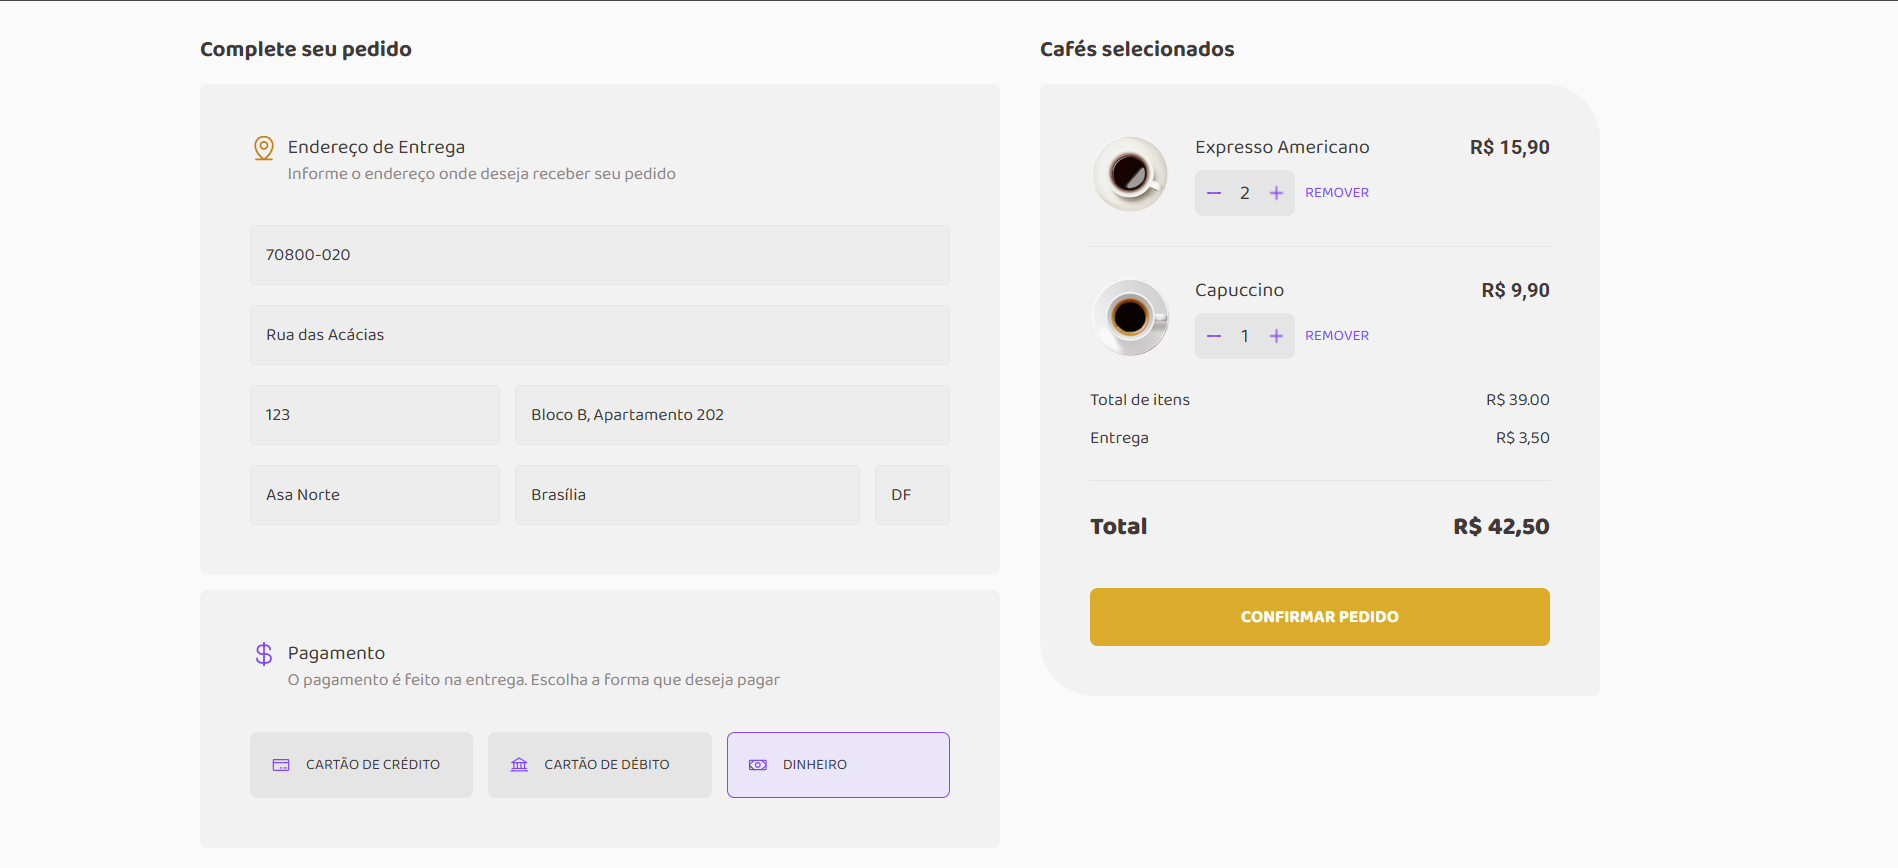 Complete seu pedido
Endereço de Entrega
Informe o endereço onde deseja receber seu pedido
70800-020
Rua das Acácias
123
Bloco B, Apartamento 202
Asa Norte
Brasília
DF
Pagamento
O pagamento é feito na entrega. Escolha a forma que deseja pagar
CARTÃO DE CRÉDITO
CARTÃO DE DÉBITO
DINHEIRO
Cafés selecionados
Expresso Americano
R$ 15,90
2
REMOVER
Capuccino
R$ 9,90
1
REMOVER
Total de itens
R$ 39.00
Entrega
R$ 3,50
Total
R$ 42,50
CONFIRMAR PEDIDO